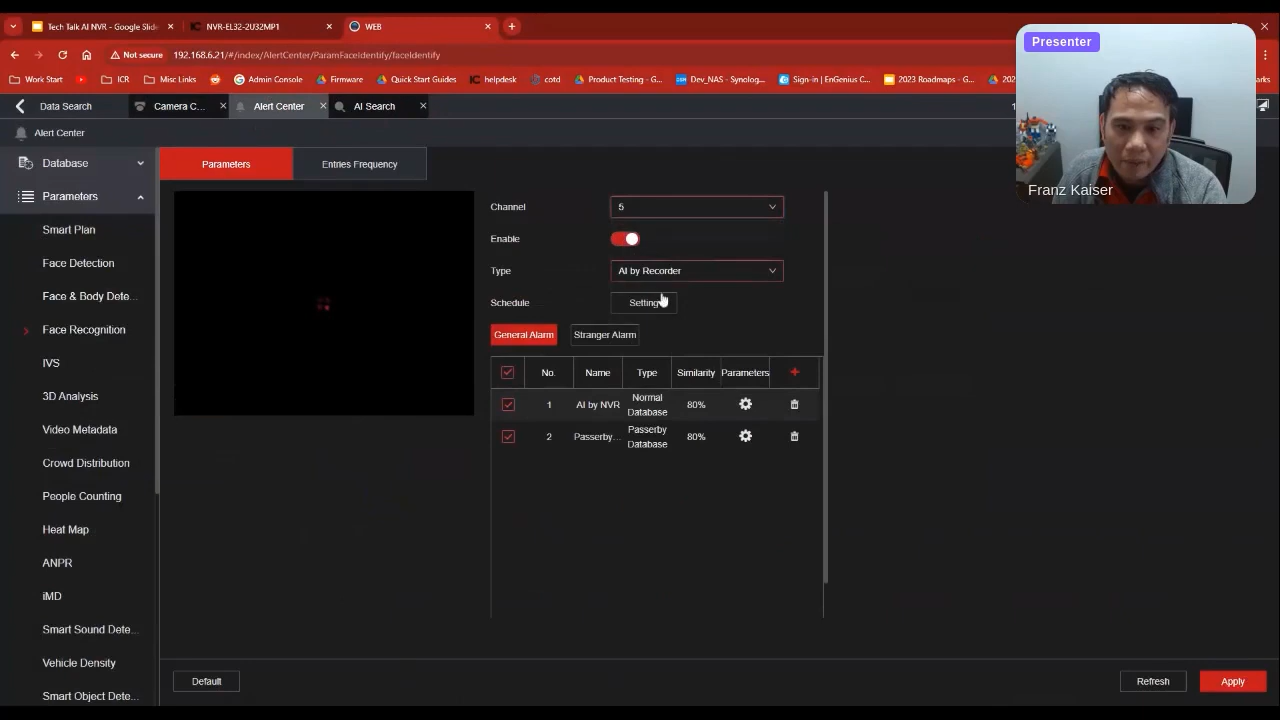 Tech Talk AI NVR - Google Slide
NVR-EL32-2U32MP1
WEB
Presenter
Not secure
192.168.6.21/#/index/AlertCenter/ParamFaceIdentify/faceIdentify
Work Start
ICR
Misc Links
Admin Console
Firmware
Quick Start Guides
helpdesk
cotd
Product Testing - G...
Dev_NAS - Synolog...
Sign-in | EnGenius C...
2023 Roadmaps - G...
Data Search
Camera C...
Alert Center
AI Search
Alert Center
Franz Kaiser
Database
Parameters
Smart Plan
Face Detection
Face & Body Dete...
Face Recognition
IVS
3D Analysis
Video Metadata
Crowd Distribution
People Counting
Heat Map
ANPR
iMD
Smart Sound Dete...
Vehicle Density
Smart Object Dete...
Parameters
Entries Frequency
Channel
5
Enable
Type
AI by Recorder
Schedule
Setting
General Alarm
Stranger Alarm
No.
Name
Type
Similarity
Parameters
1
AI by NVR
Normal
Database
80%
2
Passerby...
Passerby
Database
80%
Default
Refresh
Apply